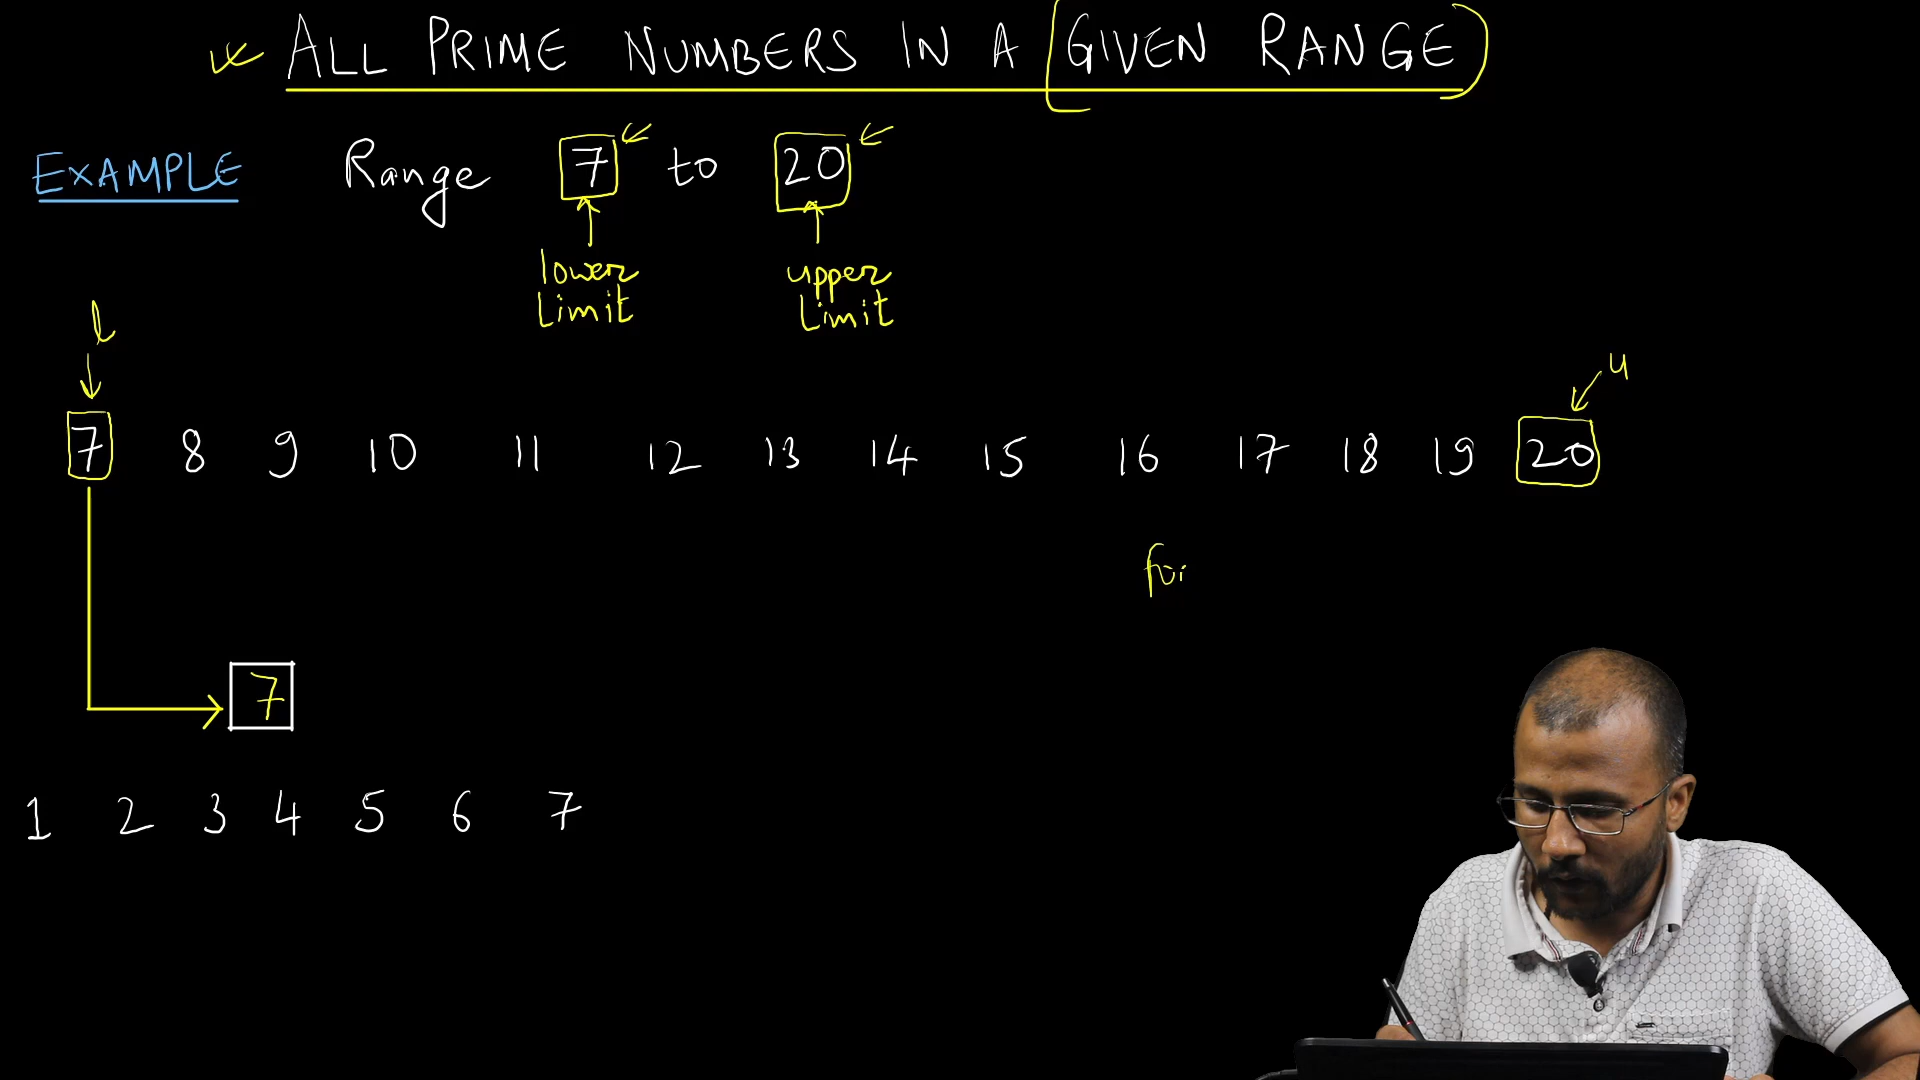 ALL PRIME NUMBERS IN A GIVEN RANGE
EXAMPLE Range 7 to 20
lower Limit
upper Limit
l
u
7 8 9 10 11 12 13 14 15 16 17 18 19 20
7
1 2 3 4 5 6 7